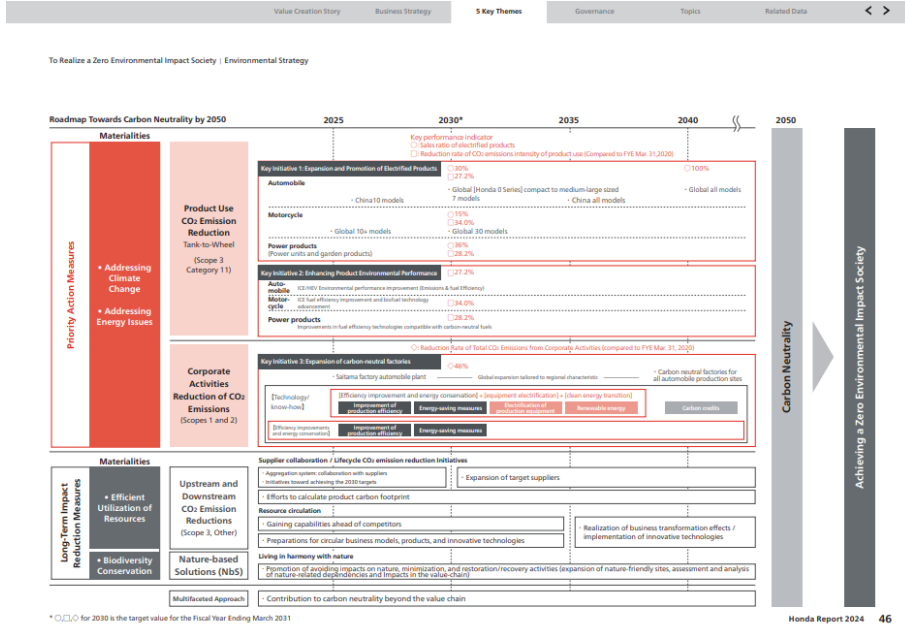 Value Creation Story
Business Strategy
5 Key Themes
Governance
Topics
Related Data
To Realize a Zero Environmental Impact Society | Environmental Strategy
Roadmap Towards Carbon Neutrality by 2050
2025
2030*
2035
2040
2050
Materialities
Key performance indicator
○: Sales ratio of electrified products
□: Reduction rate of CO₂ emissions intensity of product use (Compared to FYE Mar. 31,2020)
Priority Action Measures
• Addressing
Climate
Change
• Addressing
Energy Issues
Product Use
CO₂ Emission
Reduction
Tank-to-Wheel
(Scope 3
Category 11)
Key Initiative 1: Expansion and Promotion of Electrified Products
○30%
□27.2%
○100%
Automobile
・China10 models
・Global [Honda 0 Series] compact to medium-large sized
7 models
・China all models
・Global all models
Motorcycle
○15%
□34.0%
・Global 10+ models
・Global 30 models
Power products
(Power units and garden products)
○36%
□28.2%
Key Initiative 2: Enhancing Product Environmental Performance
□27.2%
Auto-
mobile
ICE/HEV Environmental performance improvement (Emissions & fuel Efficiency)
Motor-
cycle
ICE fuel efficiency improvement and biofuel technology
advancement
□34.0%
Power products
□28.2%
Improvements in fuel efficiency technologies compatible with carbon-neutral fuels
◇: Reduction Rate of Total CO₂ Emissions from Corporate Activities (compared to FYE Mar. 31, 2020)
Corporate
Activities
Reduction of CO₂
Emissions
(Scopes 1 and 2)
Key Initiative 3: Expansion of carbon-neutral factories
◇46%
・Saitama factory automobile plant
Global expansion tailored to regional characteristic
・Carbon neutral factories for
all automobile production sites
【Technology/
know-how】
[Efficiency improvement and energy conservation] + [equipment electrification] + [clean energy transition]
Improvement of
production efficiency
Energy-saving measures
Electrification of
production equipment
Renewable energy
Carbon credits
[Efficiency improvements
and energy conservation]
Improvement of
production efficiency
Energy-saving measures
Long-Term Impact
Reduction Measures
Materialities
• Efficient
Utilization of
Resources
• Biodiversity
Conservation
Upstream and
Downstream
CO₂ Emission
Reductions
(Scope 3, Other)
Nature-based
Solutions (NbS)
Multifaceted Approach
Supplier collaboration / Lifecycle CO₂ emission reduction Initiatives
・Aggregation system: collaboration with suppliers
・Initiatives toward achieving the 2030 targets
・Expansion of target suppliers
・Efforts to calculate product carbon footprint
Resource circulation
・Gaining capabilities ahead of competitors
・Preparations for circular business models, products, and innovative technologies
・Realization of business transformation effects /
implementation of innovative technologies
Living in harmony with nature
・Promotion of avoiding impacts on nature, minimization, and restoration/recovery activities (expansion of nature-friendly sites, assessment and analysis
of nature-related dependencies and Impacts in the value-chain)
・Contribution to carbon neutrality beyond the value chain
Carbon Neutrality
Achieving a Zero Environmental Impact Society
* ○,□,◇ for 2030 is the target value for the Fiscal Year Ending March 2031
Honda Report 2024
46